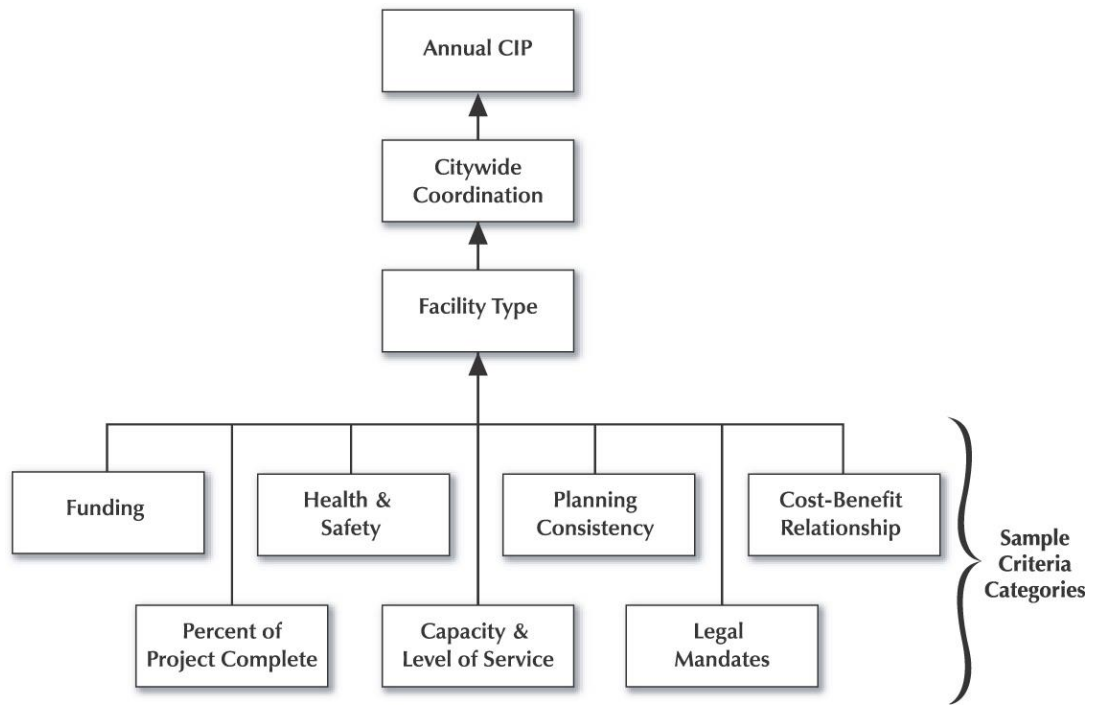 Annual CIP
Citywide
Coordination
Facility Type
Funding
Health &
Safety
Planning
Consistency
Cost-Benefit
Relationship
Percent of
Project Complete
Capacity &
Level of Service
Legal
Mandates
Sample
Criteria
Categories